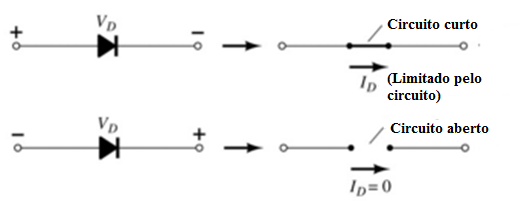 V_D
+
−
Circuito curto
I_D
(Limitado pelo
circuito)
V_D
−
+
Circuito aberto
I_D = 0